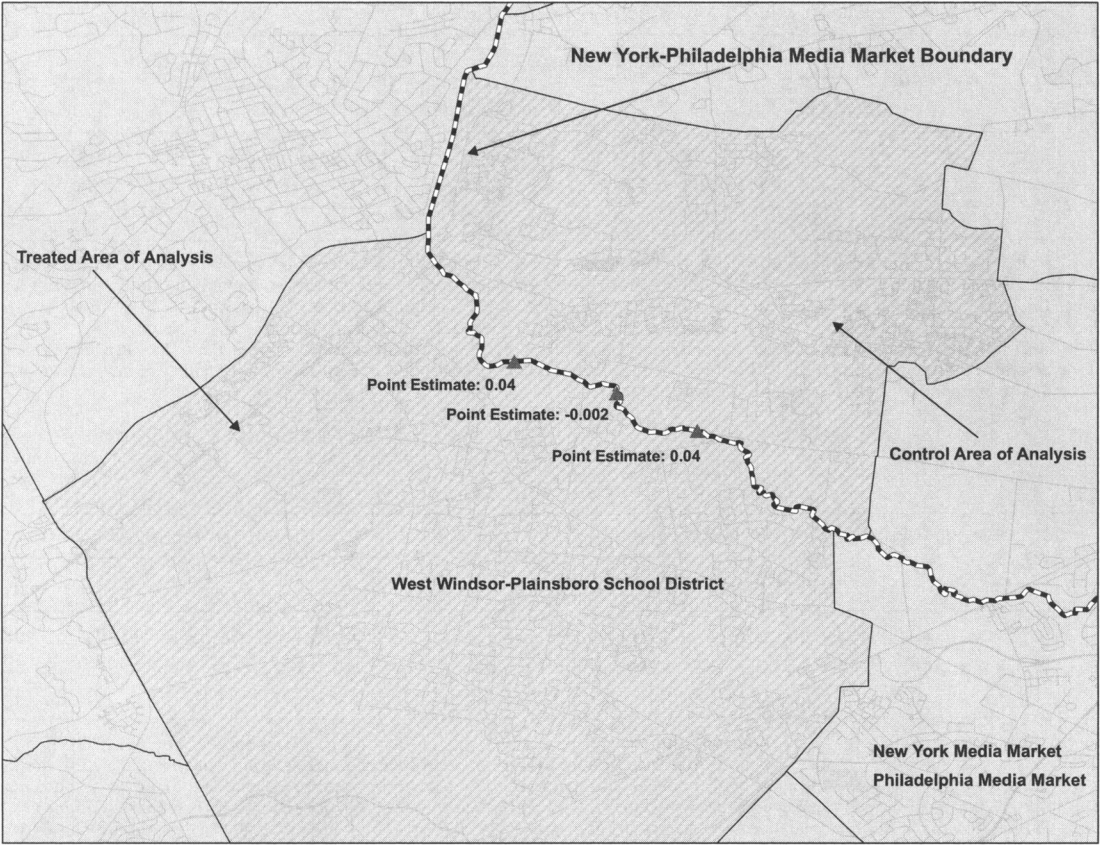 New York-Philadelphia Media Market Boundary
Treated Area of Analysis
Point Estimate: 0.04
Point Estimate: -0.002
Point Estimate: 0.04
Control Area of Analysis
West Windsor-Plainsboro School District
New York Media Market
Philadelphia Media Market